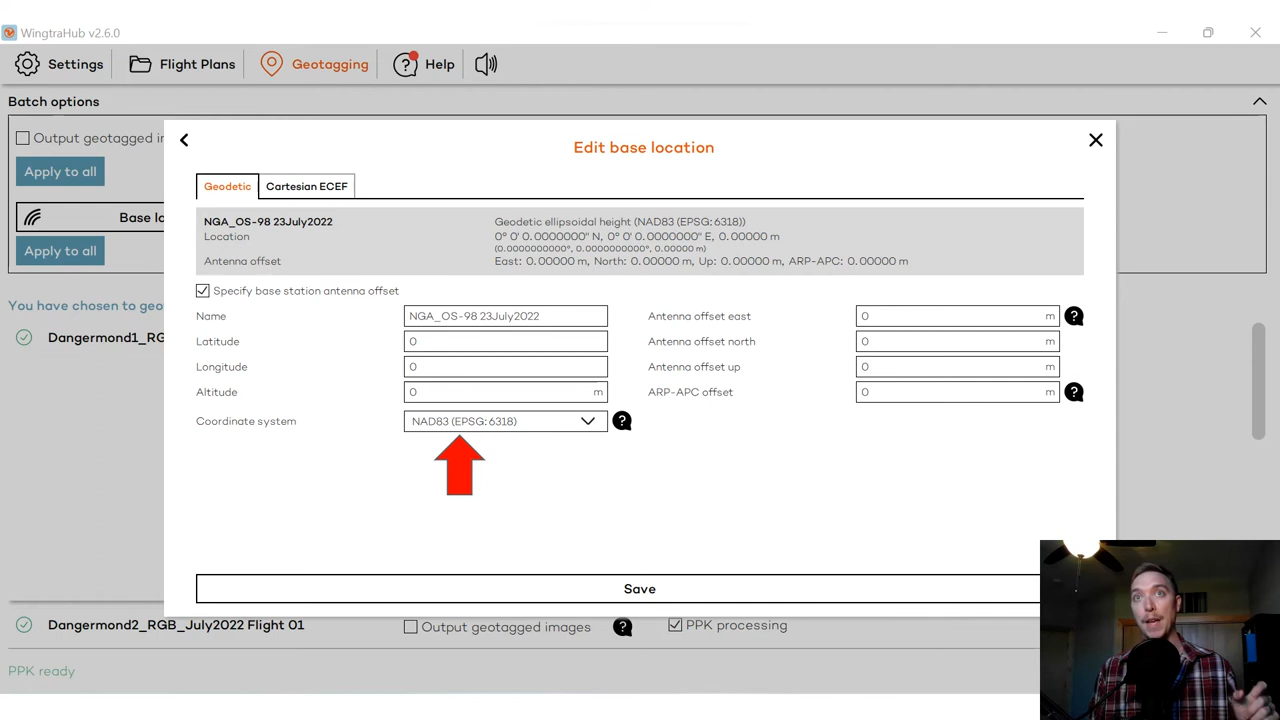 WingtraHub v2.6.0
Settings
Flight Plans
Geotagging
Help
Batch options
Output geotagged i
Apply to all
Base lo
Apply to all
You have chosen to geo
Dangermond1_RG
Edit base location
Geodetic
Cartesian ECEF
NGA_OS-98 23July2022
Geodetic ellipsoidal height (NAD83 (EPSG: 6318))
Location
0° 0' 0.0000000" N, 0° 0' 0.0000000" E, 0.00000 m
(0.0000000000°, 0.0000000000°, 0.00000 m)
Antenna offset
East: 0.00000 m, North: 0.00000 m, Up: 0.00000 m, ARP-APC: 0.00000 m
Specify base station antenna offset
Name
NGA_OS-98 23July2022
Antenna offset east
0 m
?
Latitude
0
Antenna offset north
0 m
Longitude
0
Antenna offset up
0 m
Altitude
0 m
ARP-APC offset
0 m
?
Coordinate system
NAD83 (EPSG: 6318)
?
Save
Dangermond2_RGB_July2022 Flight 01
Output geotagged images
?
PPK processing
PPK ready